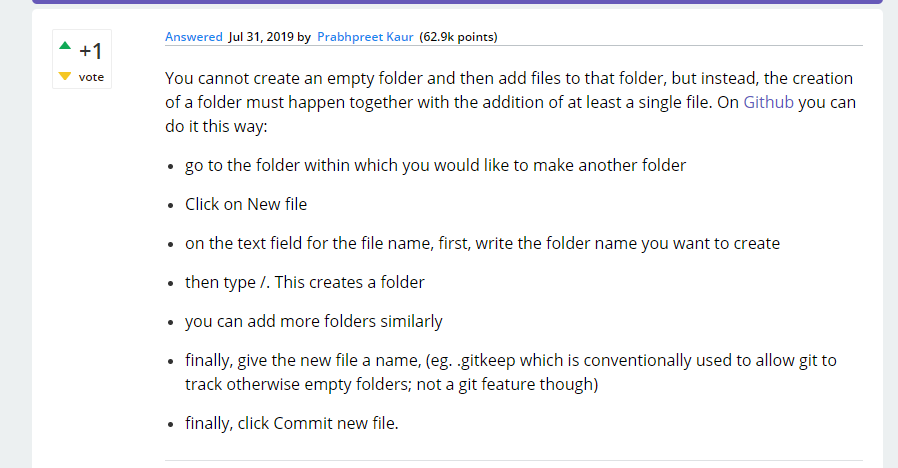 +1
vote
Answered Jul 31, 2019 by Prabhpreet Kaur (62.9k points)
You cannot create an empty folder and then add files to that folder, but instead, the creation
of a folder must happen together with the addition of at least a single file. On Github you can
do it this way:
• go to the folder within which you would like to make another folder
• Click on New file
• on the text field for the file name, first, write the folder name you want to create
• then type /. This creates a folder
• you can add more folders similarly
• finally, give the new file a name, (eg. .gitkeep which is conventionally used to allow git to
track otherwise empty folders; not a git feature though)
• finally, click Commit new file.